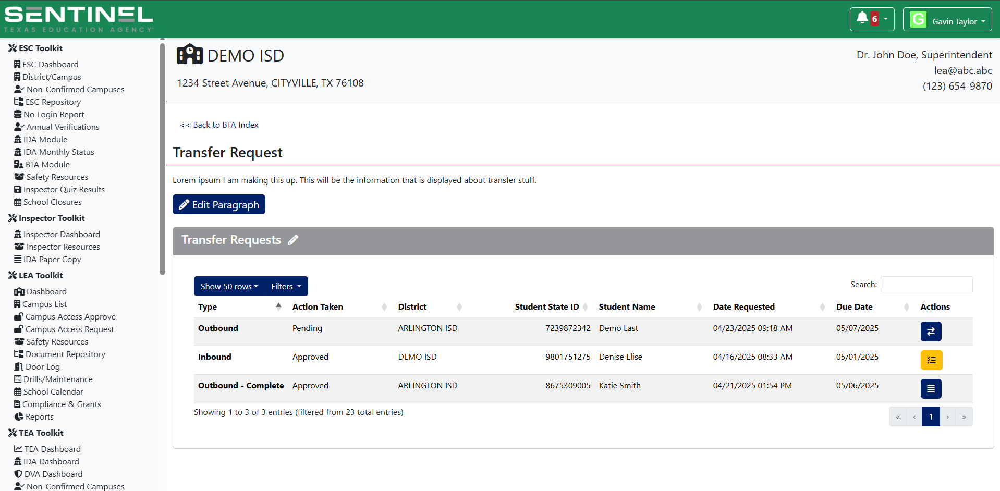 SENTINEL
TEXAS EDUCATION AGENCY
6
G Gavin Taylor
ESC Toolkit
ESC Dashboard
District/Campus
Non-Confirmed Campuses
ESC Repository
No Login Report
Annual Verifications
IDA Module
IDA Monthly Status
BTA Module
Safety Resources
Inspector Quiz Results
School Closures
Inspector Toolkit
Inspector Dashboard
Inspector Resources
IDA Paper Copy
LEA Toolkit
Dashboard
Campus List
Campus Access Approve
Campus Access Request
Safety Resources
Document Repository
Door Log
Drills/Maintenance
School Calendar
Compliance & Grants
Reports
TEA Toolkit
TEA Dashboard
IDA Dashboard
DVA Dashboard
Non-Confirmed Campuses
DEMO ISD
1234 Street Avenue, CITYVILLE, TX 76108
Dr. John Doe, Superintendent
lea@abc.abc
(123) 654-9870
<< Back to BTA Index
Transfer Request
Lorem ipsum I am making this up. This will be the information that is displayed about transfer stuff.
Edit Paragraph
Transfer Requests
Show 50 rows Filters
Search:
Type Action Taken District Student State ID Student Name Date Requested Due Date Actions
Outbound Pending ARLINGTON ISD 7239872342 Demo Last 04/23/2025 09:18 AM 05/07/2025
Inbound Approved DEMO ISD 9801751275 Denise Elise 04/16/2025 08:33 AM 05/01/2025
Outbound - Complete Approved ARLINGTON ISD 8675309005 Katie Smith 04/21/2025 01:54 PM 05/06/2025
Showing 1 to 3 of 3 entries (filtered from 23 total entries)
« ‹ 1 › »